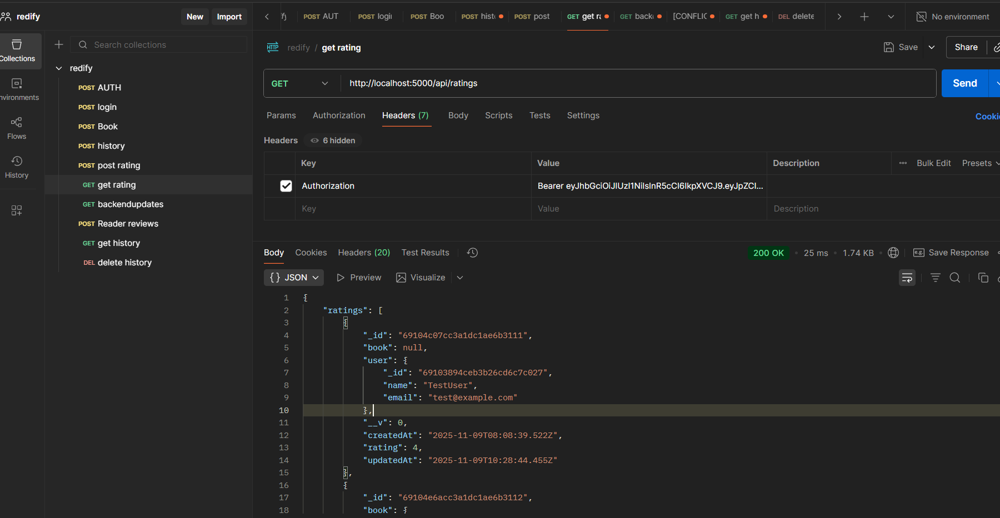 redify
New
Import
fy
POST AUT
POST login
POST Boo
POST hist
POST post
GET get ra
GET back
[CONFLIC
GET get h
DEL delete
No environment
Collections
Environments
Flows
History
Search collections
redify
POST AUTH
POST login
POST Book
POST history
POST post rating
GET get rating
GET backendupdates
POST Reader reviews
GET get history
DEL delete history
HTTP redify / get rating
Save
Share
GET http://localhost:5000/api/ratings
Send
Params Authorization Headers (7) Body Scripts Tests Settings
Cookie
Headers 6 hidden
Key Value Description ••• Bulk Edit Presets
Authorization Bearer eyJhbGciOiJIUzI1NiIsInR5cCI6IkpXVCJ9.eyJpZCI...
Key Value Description
Body Cookies Headers (20) Test Results
200 OK • 25 ms • 1.74 KB • e.g. Save Response
{} JSON Preview Visualize
1 {
2 "ratings": [
3 {
4 "_id": "69104c07cc3a1dc1ae6b3111",
5 "book": null,
6 "user": {
7 "_id": "69103894ceb3b26cd6c7c027",
8 "name": "TestUser",
9 "email": "test@example.com"
10 },
11 "__v": 0,
12 "createdAt": "2025-11-09T08:08:39.522Z",
13 "rating": 4,
14 "updatedAt": "2025-11-09T10:28:44.455Z"
15 },
16 {
17 "_id": "69104e6acc3a1dc1ae6b3112",
18 "book": {